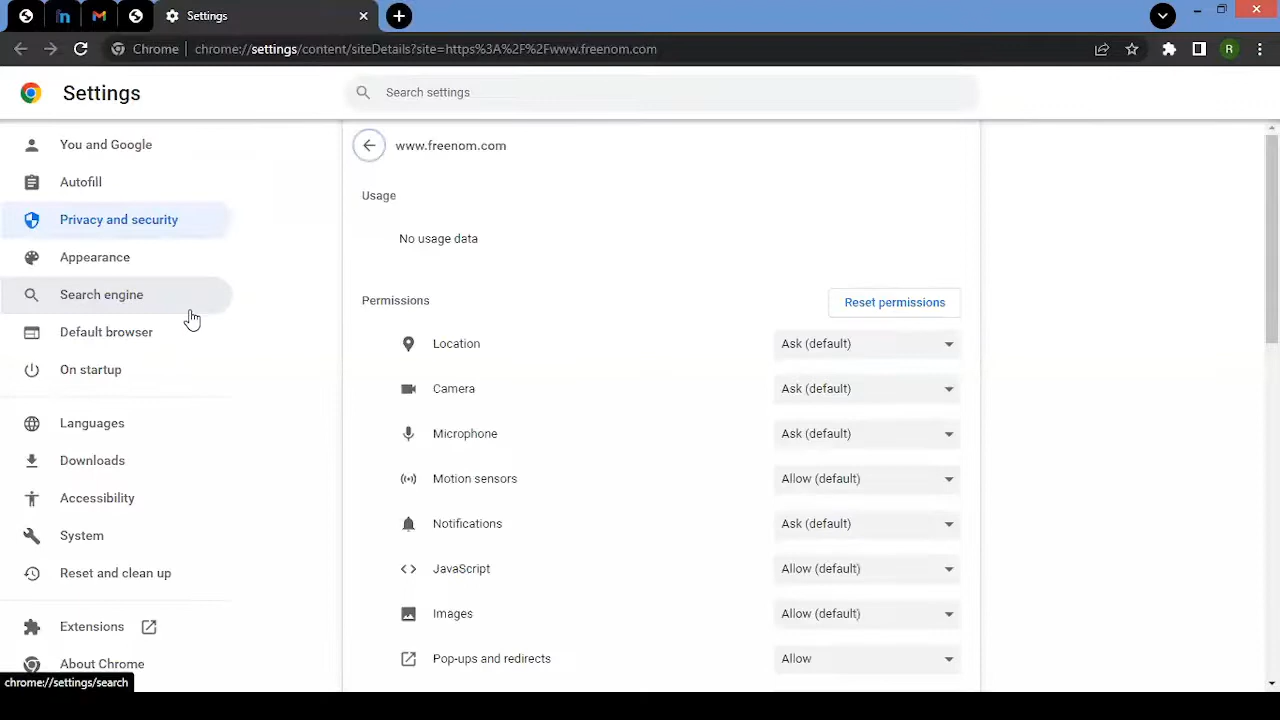 in
M
Settings
Chrome
chrome://settings/content/siteDetails?site=https%3A%2F%2Fwww.freenom.com
R
Settings
Search settings
You and Google
Autofill
Privacy and security
Appearance
Search engine
Default browser
On startup
Languages
Downloads
Accessibility
System
Reset and clean up
Extensions
About Chrome
chrome://settings/search
www.freenom.com
Usage
No usage data
Permissions
Reset permissions
Location Ask (default)
Camera Ask (default)
Microphone Ask (default)
Motion sensors Allow (default)
Notifications Ask (default)
JavaScript Allow (default)
Images Allow (default)
Pop-ups and redirects Allow